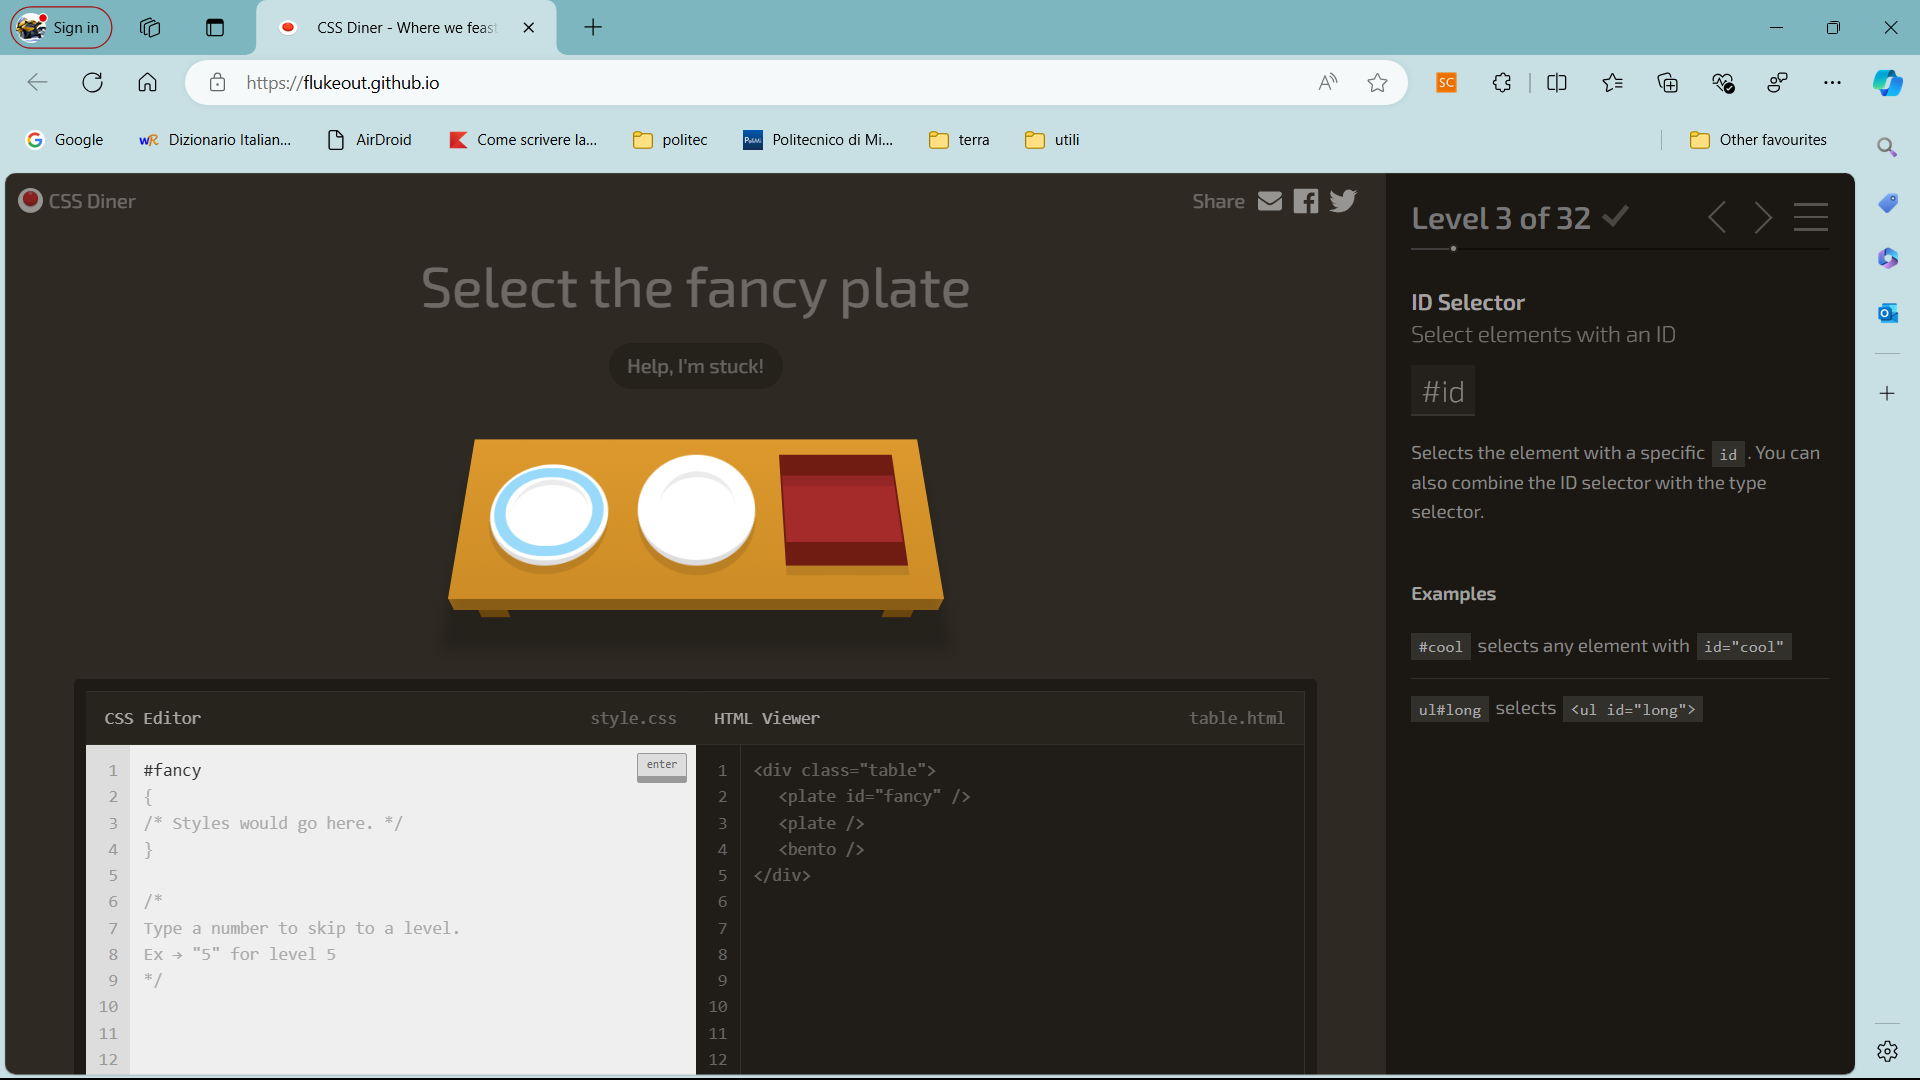 Sign in
CSS Diner - Where we feast
https://flukeout.github.io
SC
Google
Dizionario Italian...
AirDroid
Come scrivere la...
politec
Politecnico di Mi...
terra
utili
Other favourites
CSS Diner
Share
Select the fancy plate
Help, I'm stuck!
CSS Editor
style.css
enter
1 #fancy
2 {
3 /* Styles would go here. */
4 }
5
6 /*
7 Type a number to skip to a level.
8 Ex → "5" for level 5
9 */
10
11
12
HTML Viewer
table.html
1 <div class="table">
2 <plate id="fancy" />
3 <plate />
4 <bento />
5 </div>
6
7
8
9
10
11
12
Level 3 of 32
ID Selector
Select elements with an ID
#id
Selects the element with a specific id . You can
also combine the ID selector with the type
selector.
Examples
#cool selects any element with id="cool"
ul#long selects <ul id="long">